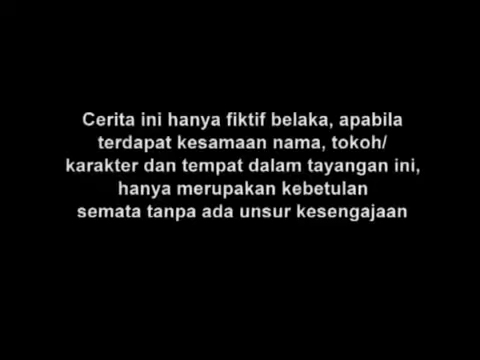 Cerita ini hanya fiktif belaka, apabila
terdapat kesamaan nama, tokoh/
karakter dan tempat dalam tayangan ini,
hanya merupakan kebetulan
semata tanpa ada unsur kesengajaan